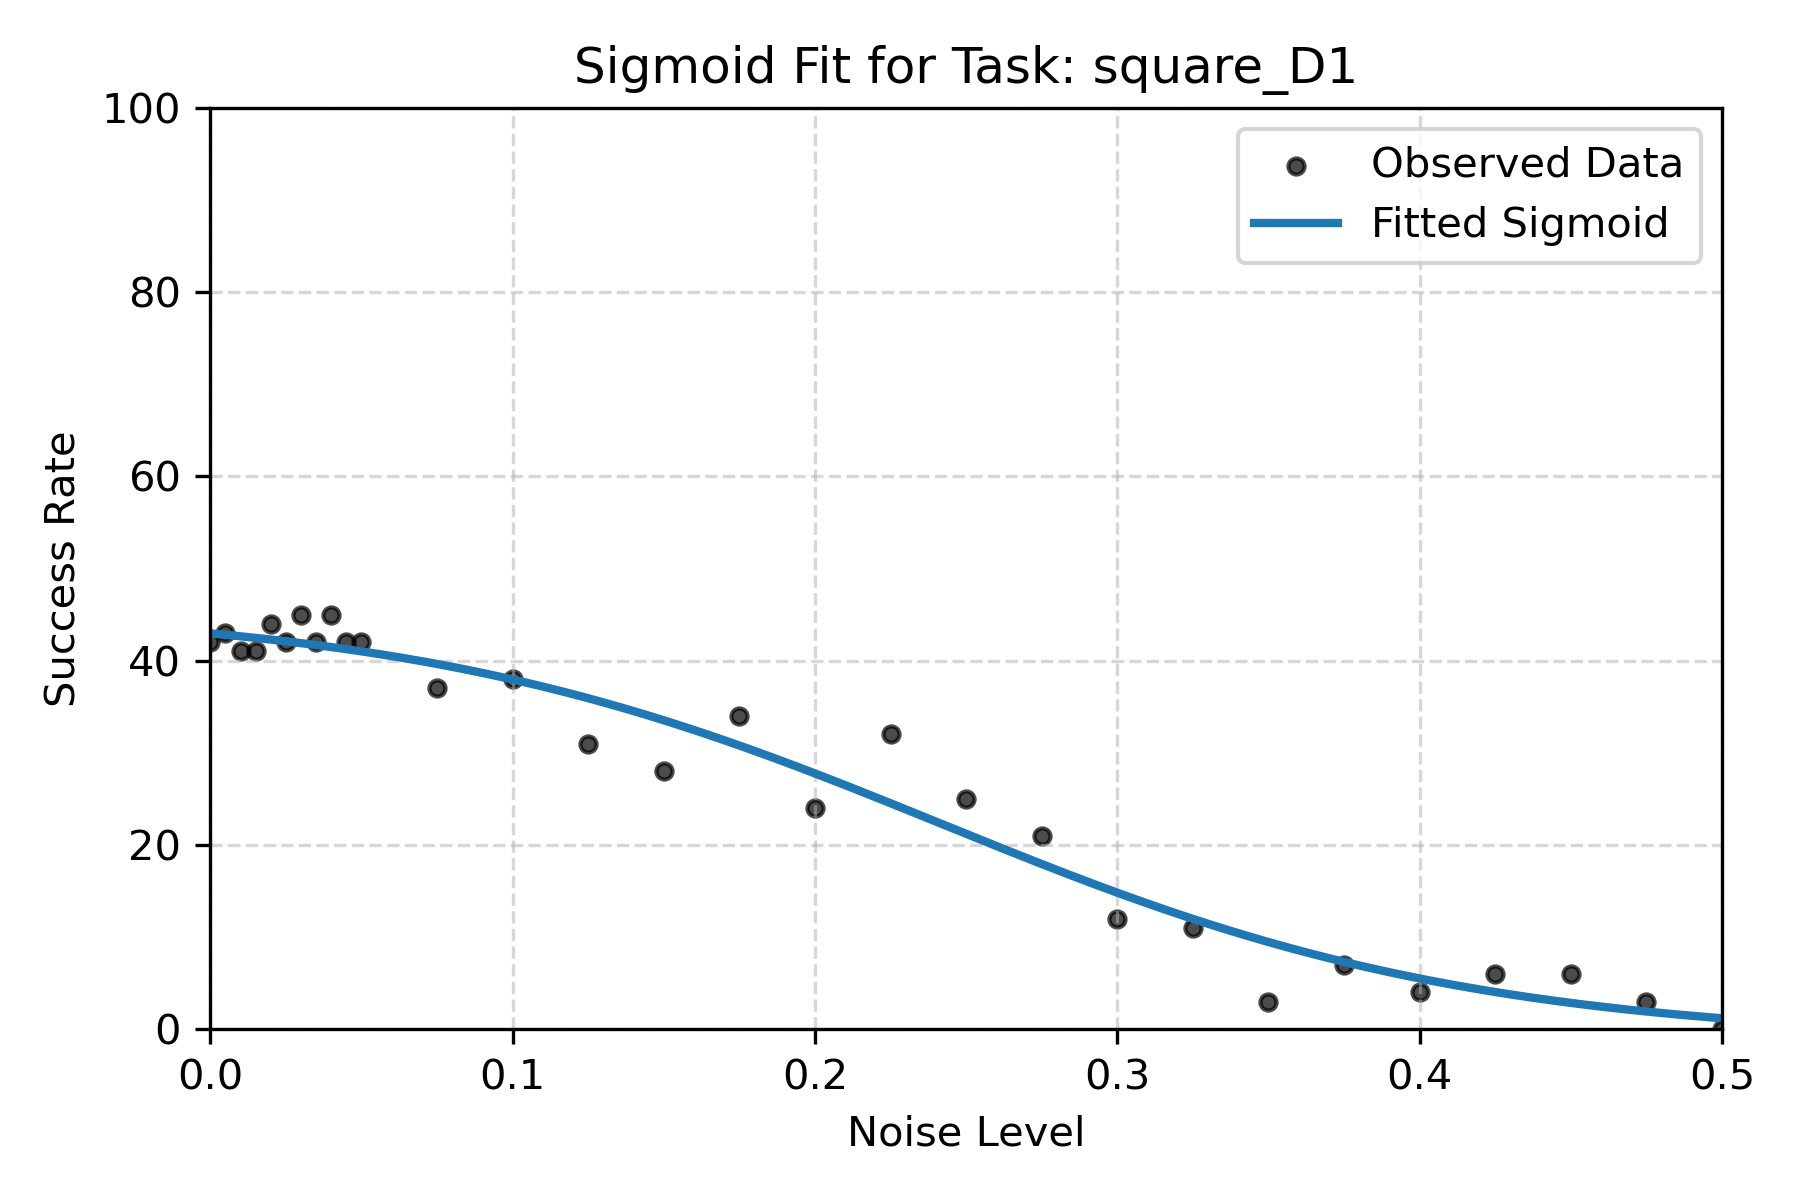 Sigmoid Fit for Task: square_D1
100
80
60
40
20
0
Success Rate
Observed Data
Fitted Sigmoid
0.0 0.1 0.2 0.3 0.4 0.5
Noise Level